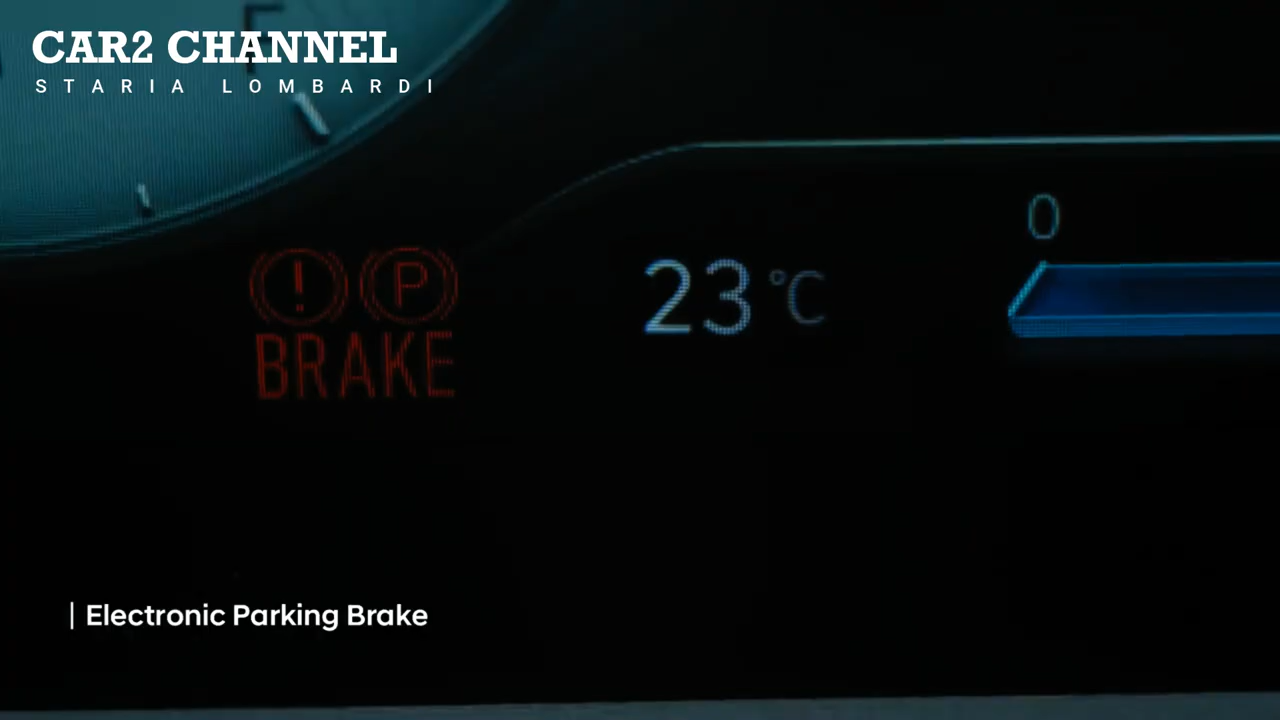 CAR2 CHANNEL
STARIA LOMBARDI
0
23 °C
! P
BRAKE
Electronic Parking Brake